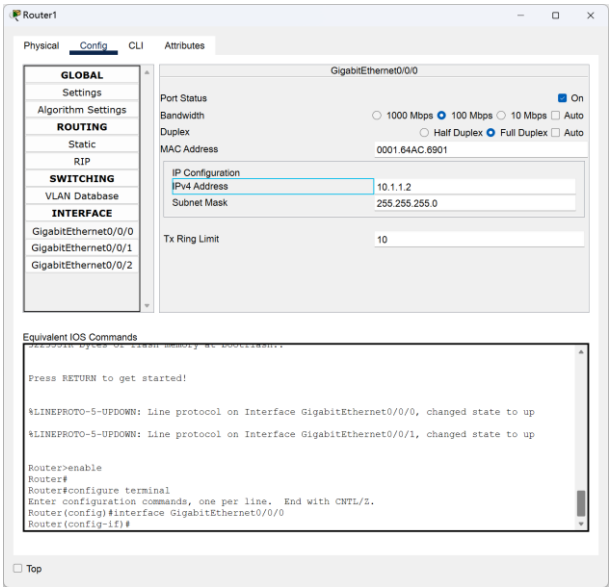 Router1
Physical Config CLI Attributes
GLOBAL
Settings
Algorithm Settings
ROUTING
Static
RIP
SWITCHING
VLAN Database
INTERFACE
GigabitEthernet0/0/0
GigabitEthernet0/0/1
GigabitEthernet0/0/2
GigabitEthernet0/0/0
Port Status On
Bandwidth 1000 Mbps 100 Mbps 10 Mbps Auto
Duplex Half Duplex Full Duplex Auto
MAC Address 0001.64AC.6901
IP Configuration
IPv4 Address 10.1.1.2
Subnet Mask 255.255.255.0
Tx Ring Limit 10
Equivalent IOS Commands
bytes of flash memory at bootflash:.
Press RETURN to get started!
%LINEPROTO-5-UPDOWN: Line protocol on Interface GigabitEthernet0/0/0, changed state to up
%LINEPROTO-5-UPDOWN: Line protocol on Interface GigabitEthernet0/0/1, changed state to up
Router>enable
Router#
Router#configure terminal
Enter configuration commands, one per line. End with CNTL/Z.
Router(config)#interface GigabitEthernet0/0/0
Router(config-if)#
Top